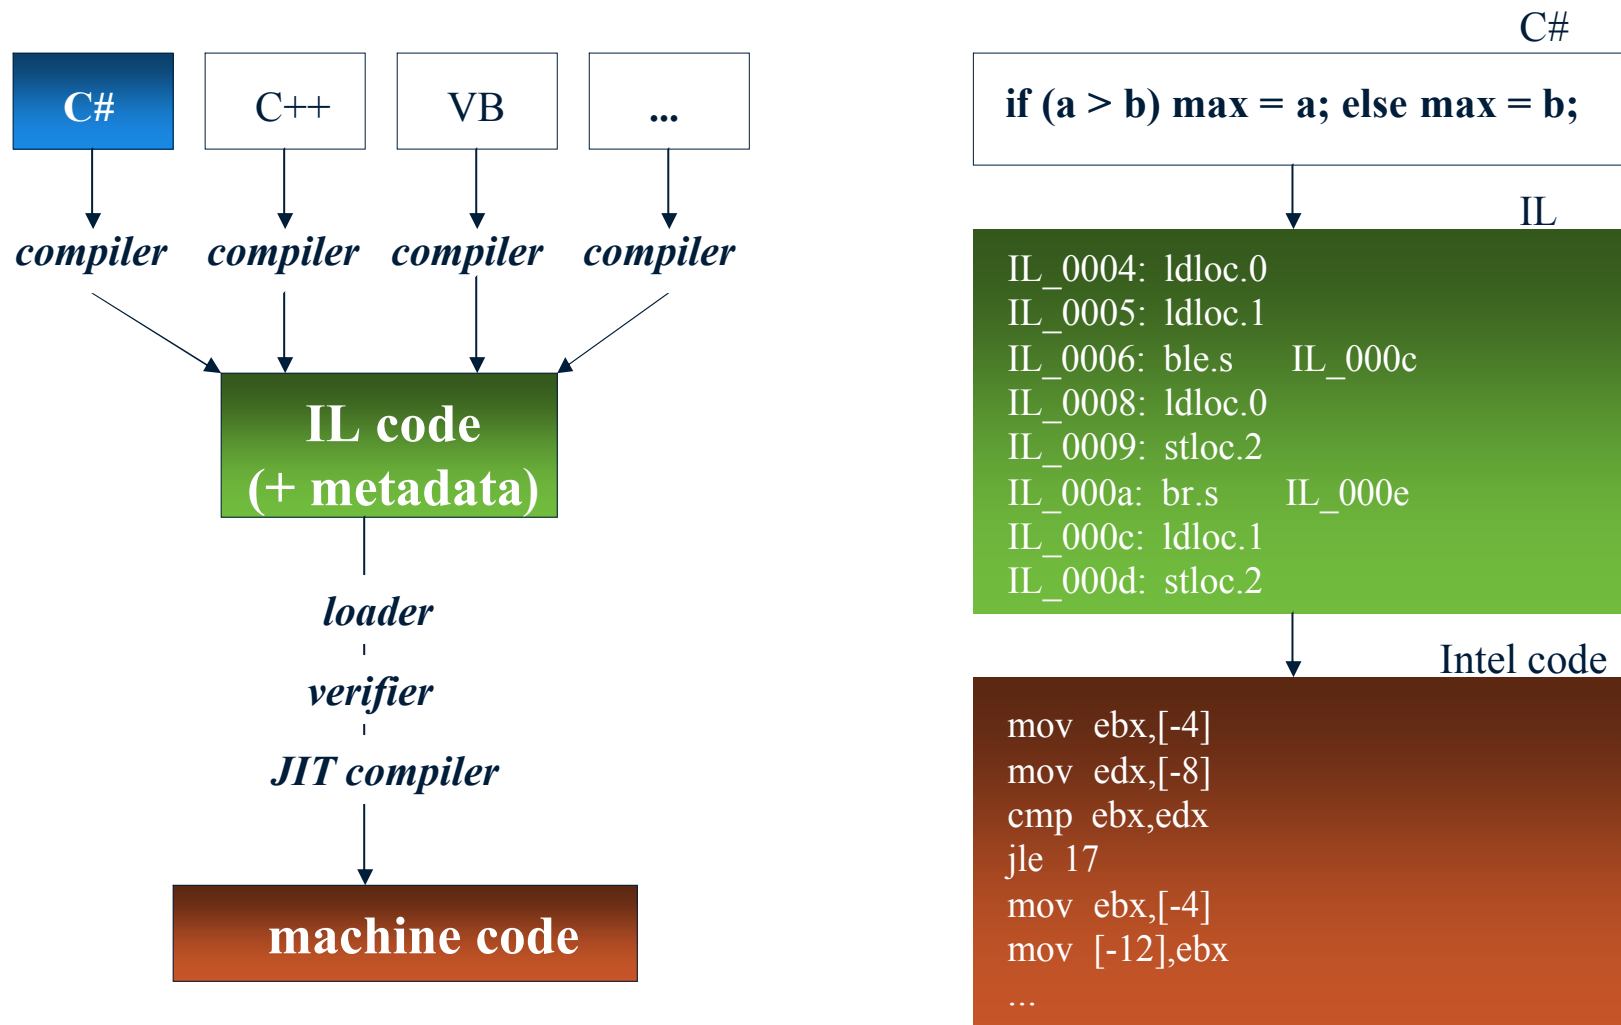 C#
C++
VB
...
compiler
compiler
compiler
compiler
IL code
(+ metadata)
loader
verifier
JIT compiler
machine code
C#
if (a > b) max = a; else max = b;
IL
IL_0004: ldloc.0
IL_0005: ldloc.1
IL_0006: ble.s IL_000c
IL_0008: ldloc.0
IL_0009: stloc.2
IL_000a: br.s IL_000e
IL_000c: ldloc.1
IL_000d: stloc.2
Intel code
mov ebx,[-4]
mov edx,[-8]
cmp ebx,edx
jle 17
mov ebx,[-4]
mov [-12],ebx
...